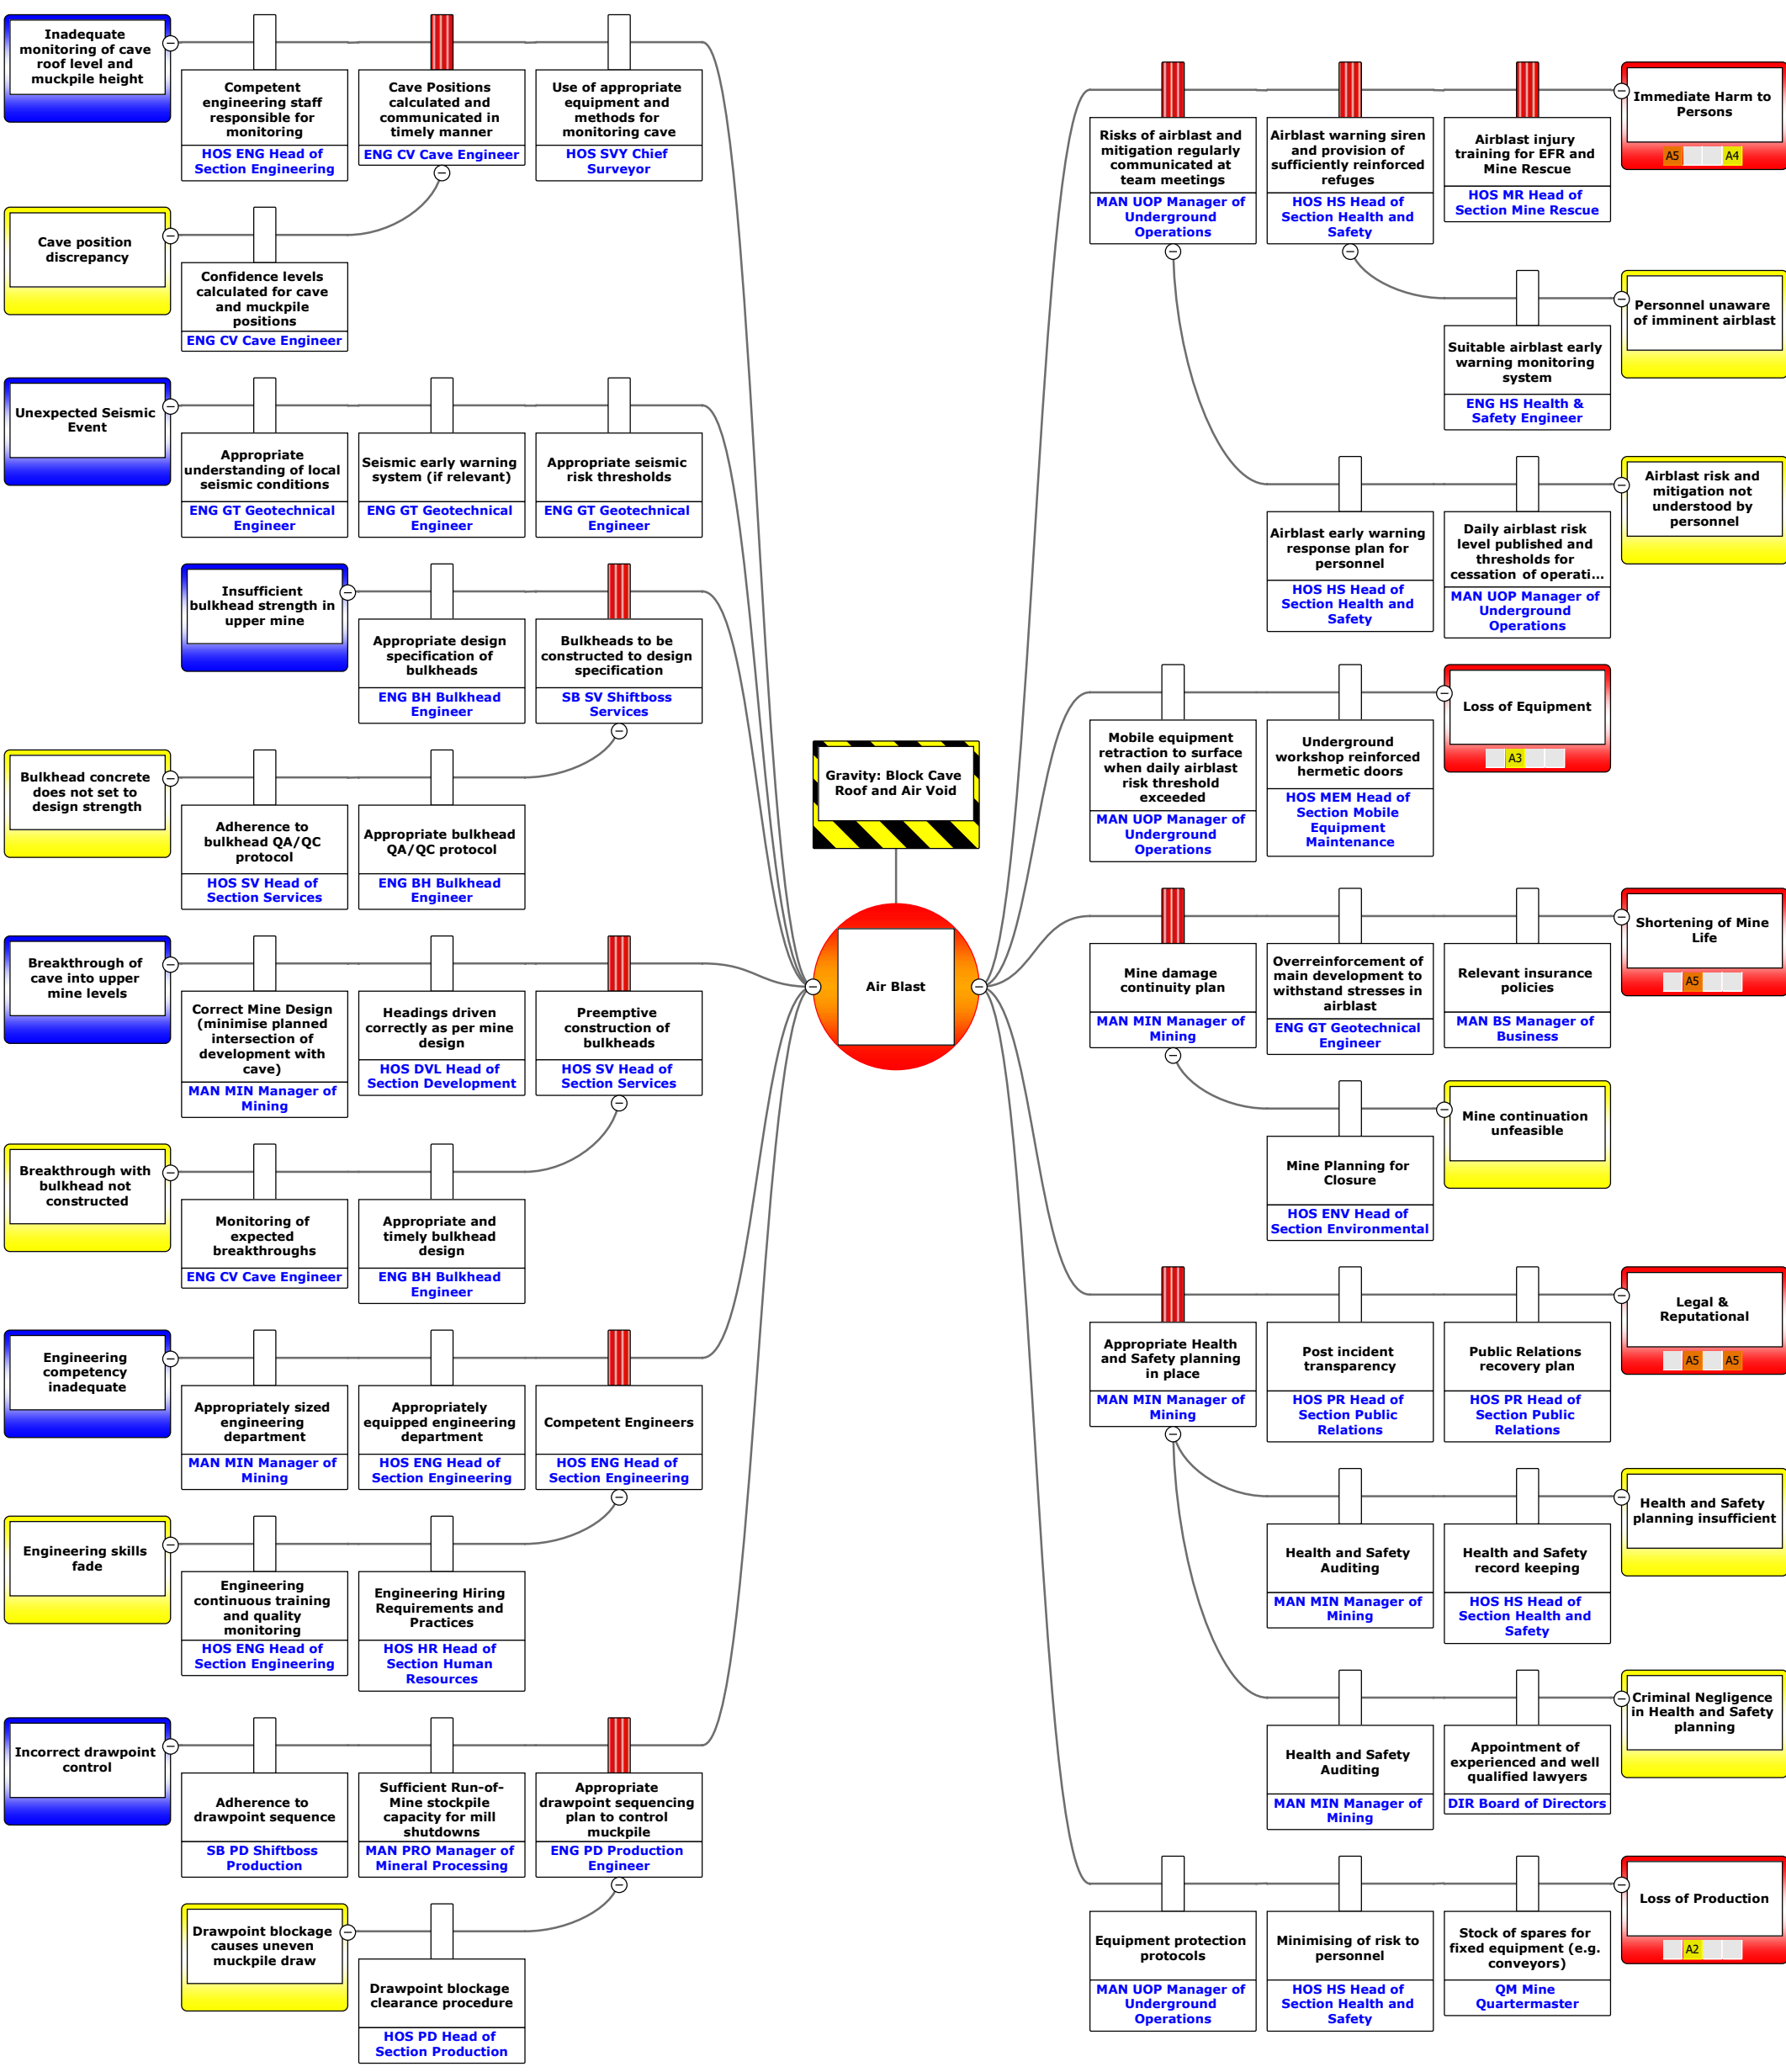 Inadequate
monitoring of cave
roof level and
muckpile height
Competent
engineering staff
responsible for
monitoring
HOS ENG Head of
Section Engineering
Cave Positions
calculated and
communicated in
timely manner
ENG CV Cave Engineer
Use of appropriate
equipment and
methods for
monitoring cave
HOS SVY Chief
Surveyor
Cave position
discrepancy
Confidence levels
calculated for cave
and muckpile
positions
ENG CV Cave Engineer
Unexpected Seismic
Event
Appropriate
understanding of local
seismic conditions
ENG GT Geotechnical
Engineer
Seismic early warning
system (if relevant)
ENG GT Geotechnical
Engineer
Appropriate seismic
risk thresholds
ENG GT Geotechnical
Engineer
Insufficient
bulkhead strength in
upper mine
Appropriate design
specification of
bulkheads
ENG BH Bulkhead
Engineer
Bulkheads to be
constructed to design
specification
SB SV Shiftboss
Services
Bulkhead concrete
does not set to
design strength
Adherence to
bulkhead QA/QC
protocol
HOS SV Head of
Section Services
Appropriate bulkhead
QA/QC protocol
ENG BH Bulkhead
Engineer
Breakthrough of
cave into upper
mine levels
Correct Mine Design
(minimise planned
intersection of
development with
cave)
MAN MIN Manager of
Mining
Headings driven
correctly as per mine
design
HOS DVL Head of
Section Development
Preemptive
construction of
bulkheads
HOS SV Head of
Section Services
Breakthrough with
bulkhead not
constructed
Monitoring of
expected
breakthroughs
ENG CV Cave Engineer
Appropriate and
timely bulkhead
design
ENG BH Bulkhead
Engineer
Engineering
competency
inadequate
Appropriately sized
engineering
department
MAN MIN Manager of
Mining
Appropriately
equipped engineering
department
HOS ENG Head of
Section Engineering
Competent Engineers
HOS ENG Head of
Section Engineering
Engineering skills
fade
Engineering
continuous training
and quality
monitoring
HOS ENG Head of
Section Engineering
Engineering Hiring
Requirements and
Practices
HOS HR Head of
Section Human
Resources
Incorrect drawpoint
control
Adherence to
drawpoint sequence
SB PD Shiftboss
Production
Sufficient Run-of-
Mine stockpile
capacity for mill
shutdowns
MAN PRO Manager of
Mineral Processing
Appropriate
drawpoint sequencing
plan to control
muckpile
ENG PD Production
Engineer
Drawpoint blockage
causes uneven
muckpile draw
Drawpoint blockage
clearance procedure
HOS PD Head of
Section Production
Gravity: Block Cave
Roof and Air Void
Air Blast
Risks of airblast and
mitigation regularly
communicated at
team meetings
MAN UOP Manager of
Underground
Operations
Airblast warning siren
and provision of
sufficiently reinforced
refuges
HOS HS Head of
Section Health and
Safety
Airblast injury
training for EFR and
Mine Rescue
HOS MR Head of
Section Mine Rescue
Immediate Harm to
Persons
A5 A4
Suitable airblast early
warning monitoring
system
ENG HS Health &
Safety Engineer
Personnel unaware
of imminent airblast
Airblast early warning
response plan for
personnel
HOS HS Head of
Section Health and
Safety
Daily airblast risk
level published and
thresholds for
cessation of operati...
MAN UOP Manager of
Underground
Operations
Airblast risk and
mitigation not
understood by
personnel
Mobile equipment
retraction to surface
when daily airblast
risk threshold
exceeded
MAN UOP Manager of
Underground
Operations
Underground
workshop reinforced
hermetic doors
HOS MEM Head of
Section Mobile
Equipment
Maintenance
Loss of Equipment
A3
Mine damage
continuity plan
MAN MIN Manager of
Mining
Overreinforcement of
main development to
withstand stresses in
airblast
ENG GT Geotechnical
Engineer
Relevant insurance
policies
MAN BS Manager of
Business
Shortening of Mine
Life
A5
Mine Planning for
Closure
HOS ENV Head of
Section Environmental
Mine continuation
unfeasible
Appropriate Health
and Safety planning
in place
MAN MIN Manager of
Mining
Post incident
transparency
HOS PR Head of
Section Public
Relations
Public Relations
recovery plan
HOS PR Head of
Section Public
Relations
Legal &
Reputational
A5 A5
Health and Safety
Auditing
MAN MIN Manager of
Mining
Health and Safety
record keeping
HOS HS Head of
Section Health and
Safety
Health and Safety
planning insufficient
Health and Safety
Auditing
MAN MIN Manager of
Mining
Appointment of
experienced and well
qualified lawyers
DIR Board of Directors
Criminal Negligence
in Health and Safety
planning
Equipment protection
protocols
MAN UOP Manager of
Underground
Operations
Minimising of risk to
personnel
HOS HS Head of
Section Health and
Safety
Stock of spares for
fixed equipment (e.g.
conveyors)
QM Mine
Quartermaster
Loss of Production
A2